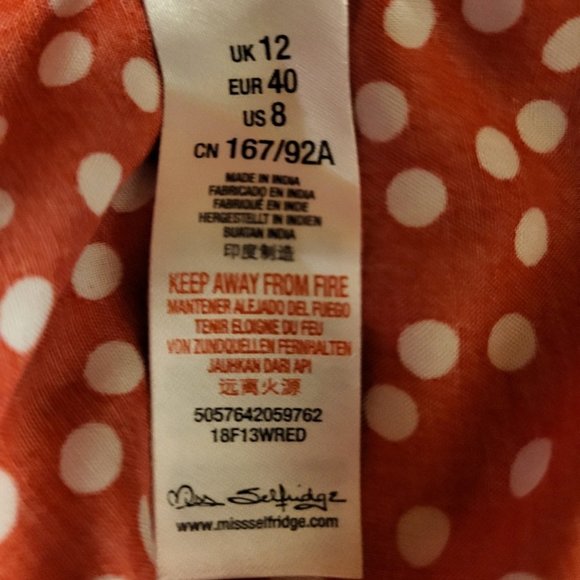 UK 12
EUR 40
US 8
CN 167/92A
MADE IN INDIA
FABRICADO EN INDIA
FABRIQUÉ EN INDE
HERGESTELLT IN INDIEN
BUATAN INDIA
印度制造
KEEP AWAY FROM FIRE
MANTENER ALEJADO DEL FUEGO
TENIR ELOIGNE DU FEU
VON ZUNDQUELLEN FERNHALTEN
JAUHKAN DARI API
远离火源
5057642059762
18F13WRED
Miss Selfridge
www.missselfridge.com